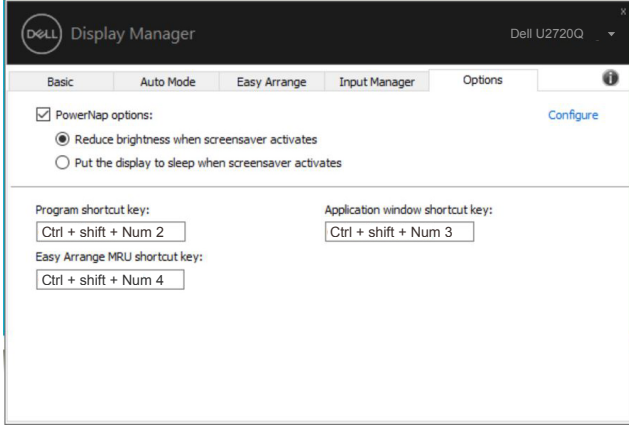 x
DELL Display Manager
Dell U2720Q
Basic
Auto Mode
Easy Arrange
Input Manager
Options
i
PowerNap options:
Configure
Reduce brightness when screensaver activates
Put the display to sleep when screensaver activates
Program shortcut key:
Application window shortcut key:
Ctrl + shift + Num 2
Ctrl + shift + Num 3
Easy Arrange MRU shortcut key:
Ctrl + shift + Num 4